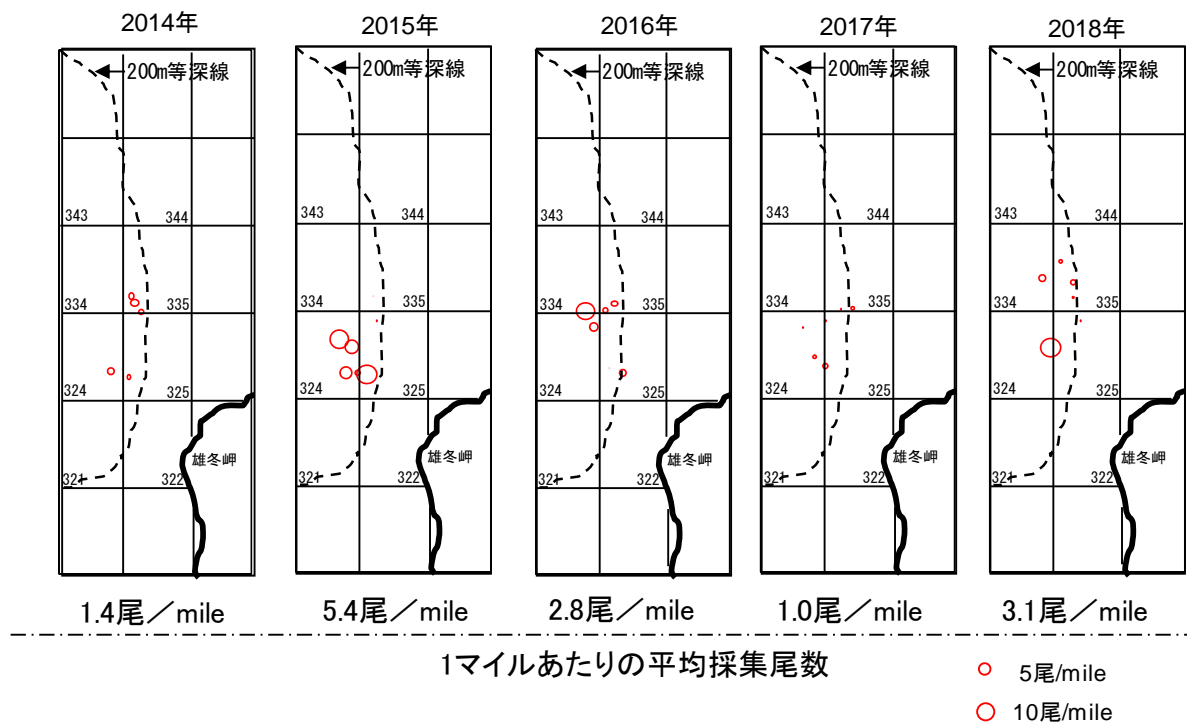 2014年
2015年
2016年
2017年
2018年
200m等深線
200m等深線
200m等深線
200m等深線
200m等深線
343
344
343
344
343
344
343
344
343
344
334
335
334
335
334
335
334
335
334
335
324
325
324
325
324
325
324
325
324
325
雄冬岬
雄冬岬
雄冬岬
雄冬岬
雄冬岬
321
322
321
322
321
322
321
322
321
322
1.4尾／mile
5.4尾／mile
2.8尾／mile
1.0尾／mile
3.1尾／mile
1マイルあたりの平均採集尾数
5尾/mile
10尾/mile